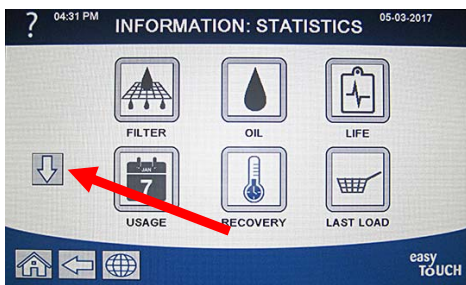 ? 04:31 PM INFORMATION: STATISTICS 05-03-2017
FILTER OIL LIFE
JAN
7
USAGE RECOVERY LAST LOAD
easy
TOUCH